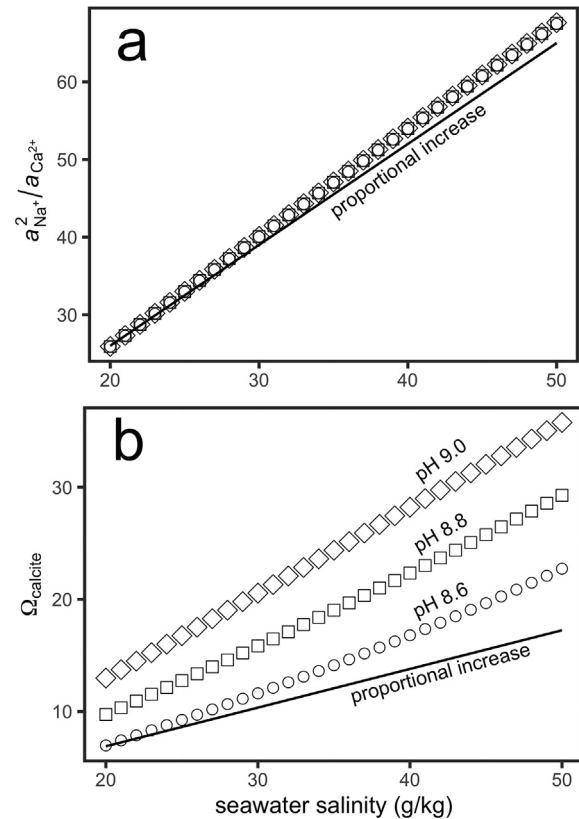 a
60
50
40
30
a²Na⁺/aCa²⁺
proportional increase
20
30
40
50
b
30
20
10
Ωcalcite
pH 9.0
pH 8.8
pH 8.6
proportional increase
20
30
40
50
seawater salinity (g/kg)